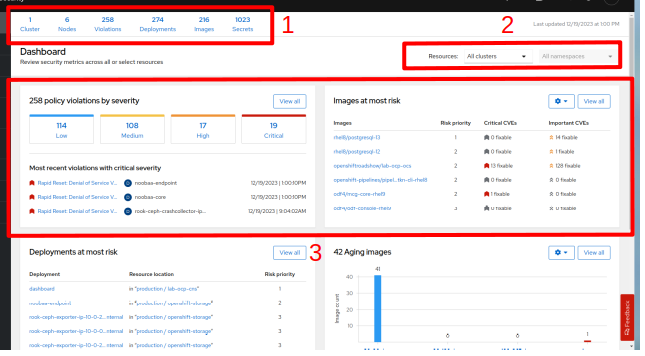 1 6 258 274 216 1023
Cluster Nodes Violations Deployments Images Secrets
1
2
Last updated 12/19/2023 at 1:00 PM
Dashboard
Review security metrics across all or select resources
Resources: All clusters All namespaces
258 policy violations by severity View all
114 108 17 19
Low Medium High Critical
Most recent violations with critical severity
Rapid Reset: Denial of Service V... noobaa-endpoint 12/19/2023 | 1:00:10PM
Rapid Reset: Denial of Service V... noobaa-core 12/19/2023 | 1:00:10PM
Rapid Reset: Denial of Service V... rook-ceph-crashcollector-ip-... 12/19/2023 | 9:04:02AM
Images at most risk View all
Images Risk priority Critical CVEs Important CVEs
rhel8/postgresql-13 1 0 fixable 14 fixable
rhel8/postgresql-12 2 0 fixable 1 fixable
openshiftroadshow/lab-ocp-ocs 2 13 fixable 128 fixable
openshift-pipelines/pipel...tkn-cli-rhel8 2 0 fixable 0 fixable
odf4/mcg-core-rhel9 2 1 fixable 0 fixable
odf4/odf-console-rhel9 3 0 fixable 0 fixable
3
Deployments at most risk View all
Deployment Resource location Risk priority
dashboard in "production / lab-ocp-cns" 1
noobaa-endpoint in "production / openshift-storage" 2
rook-ceph-exporter-ip-10-0-2...nternal in "production / openshift-storage" 3
rook-ceph-exporter-ip-10-0-0...nternal in "production / openshift-storage" 3
rook-ceph-exporter-ip-10-0-2...nternal in "production / openshift-storage" 3
42 Aging images View all
Image count
40
30
20
10
41
6
6
1
Feedback